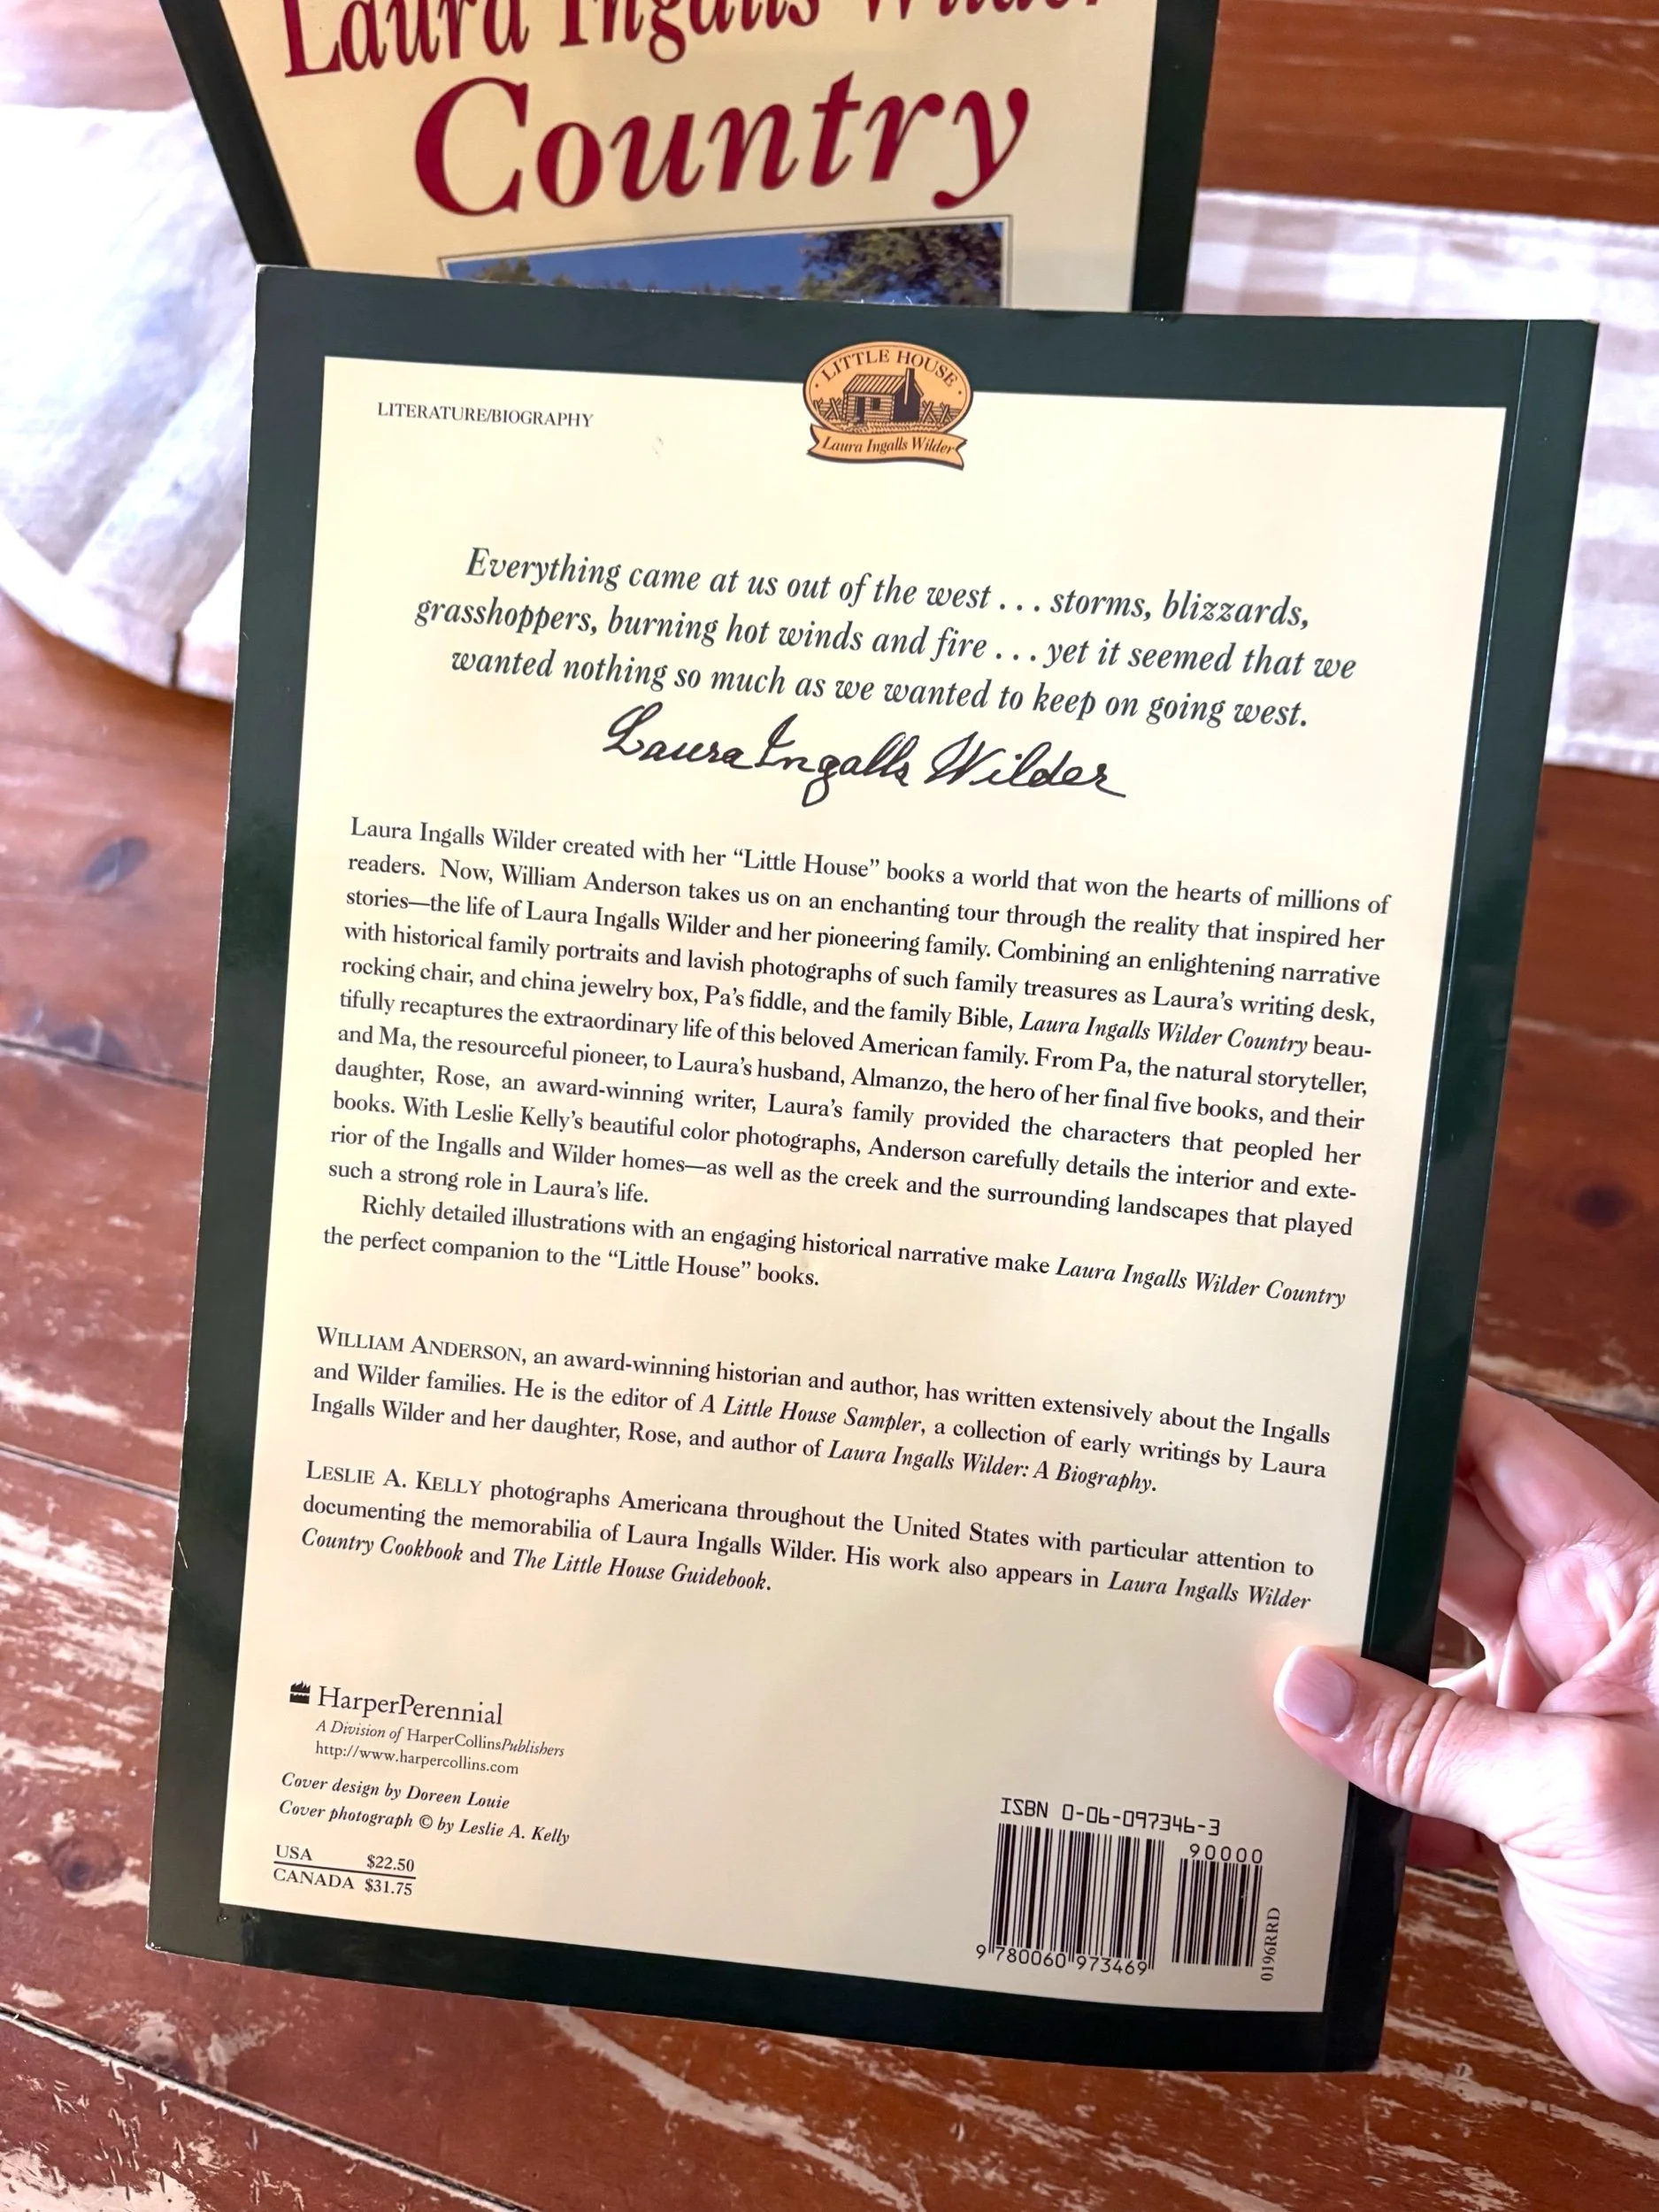 Laura Ingalls Wilder
Country
LITTLE HOUSE
Laura Ingalls Wilder
LITERATURE/BIOGRAPHY
Everything came at us out of the west . . . storms, blizzards,
grasshoppers, burning hot winds and fire . . . yet it seemed that we
wanted nothing so much as we wanted to keep on going west.
Laura Ingalls Wilder
Laura Ingalls Wilder created with her “Little House” books a world that won the hearts of millions of
readers. Now, William Anderson takes us on an enchanting tour through the reality that inspired her
stories—the life of Laura Ingalls Wilder and her pioneering family. Combining an enlightening narrative
with historical family portraits and lavish photographs of such family treasures as Laura’s writing desk,
rocking chair, and china jewelry box, Pa’s fiddle, and the family Bible, Laura Ingalls Wilder Country beau-
tifully recaptures the extraordinary life of this beloved American family. From Pa, the natural storyteller,
and Ma, the resourceful pioneer, to Laura’s husband, Almanzo, the hero of her final five books, and their
daughter, Rose, an award-winning writer, Laura’s family provided the characters that peopled her
books. With Leslie Kelly’s beautiful color photographs, Anderson carefully details the interior and exte-
rior of the Ingalls and Wilder homes—as well as the creek and the surrounding landscapes that played
such a strong role in Laura’s life.
Richly detailed illustrations with an engaging historical narrative make Laura Ingalls Wilder Country
the perfect companion to the “Little House” books.
WILLIAM ANDERSON, an award-winning historian and author, has written extensively about the Ingalls
and Wilder families. He is the editor of A Little House Sampler, a collection of early writings by Laura
Ingalls Wilder and her daughter, Rose, and author of Laura Ingalls Wilder: A Biography.
LESLIE A. KELLY photographs Americana throughout the United States with particular attention to
documenting the memorabilia of Laura Ingalls Wilder. His work also appears in Laura Ingalls Wilder
Country Cookbook and The Little House Guidebook.
HarperPerennial
A Division of HarperCollinsPublishers
http://www.harpercollins.com
Cover design by Doreen Louie
Cover photograph © by Leslie A. Kelly
USA $22.50
CANADA $31.75
ISBN 0-06-097346-3
90000
9 780060 973469
0196RRD